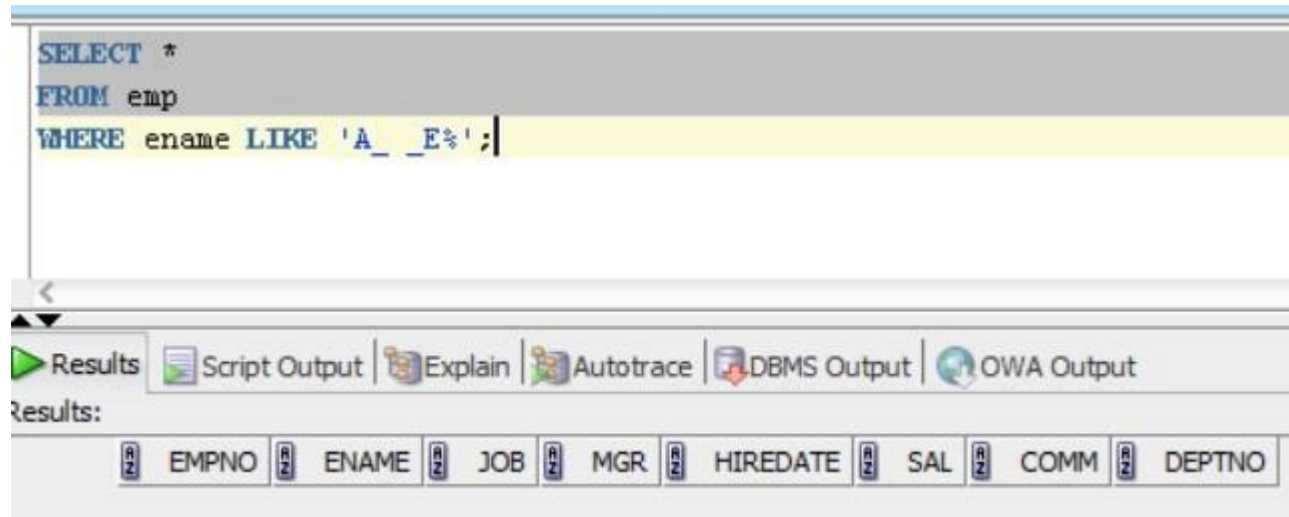 SELECT *
FROM emp
WHERE ename LIKE 'A_ _E%';
Results Script Output Explain Autotrace DBMS Output OWA Output
Results:
EMPNO ENAME JOB MGR HIREDATE SAL COMM DEPTNO